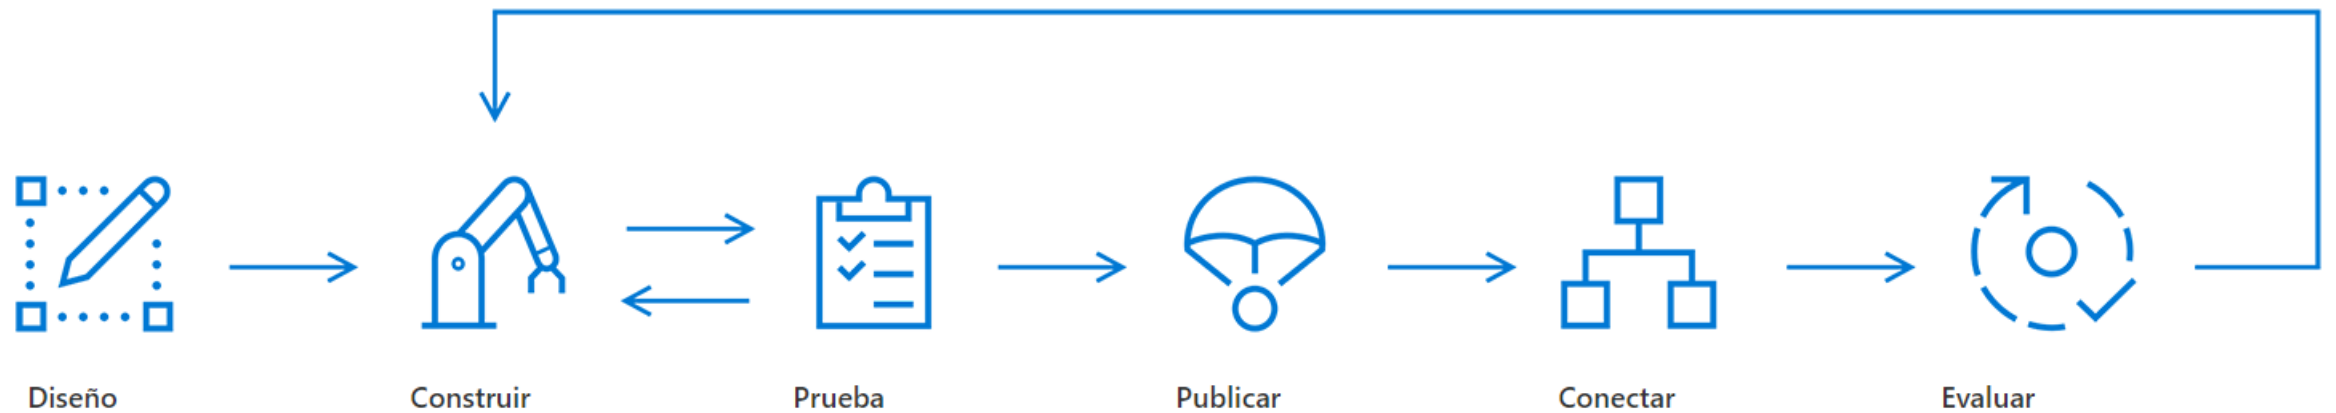 Diseño
Construir
Prueba
Publicar
Conectar
Evaluar